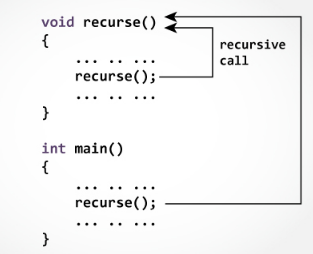 void recurse()
{
... .. ...
recurse();
... .. ...
}
recursive
call
int main()
{
... .. ...
recurse();
... .. ...
}